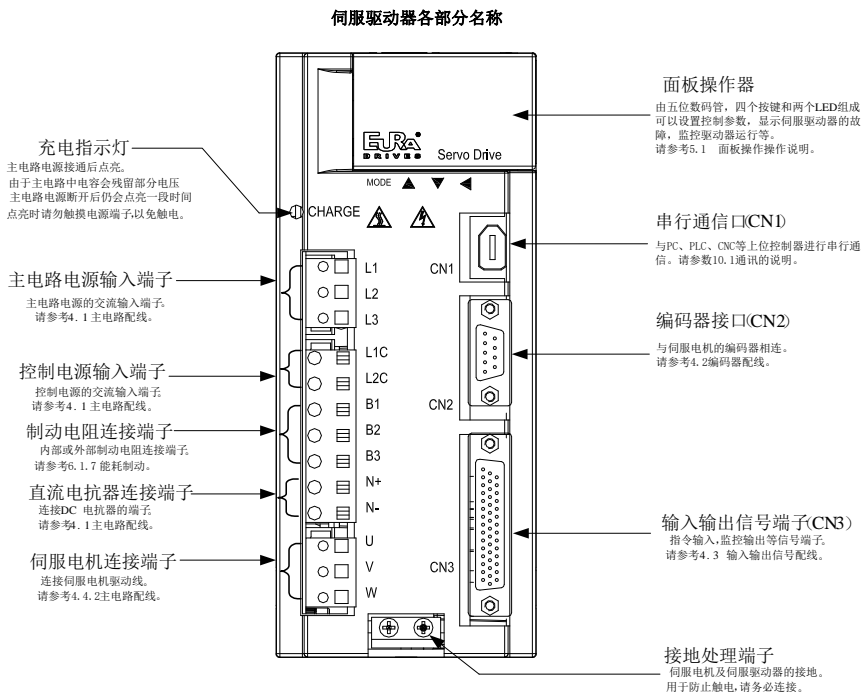 伺服驱动器各部分名称
充电指示灯
主电路电源接通后点亮。
由于主电路中电容会残留部分电压
主电路电源断开后仍会点亮一段时间
点亮时请勿触摸电源端子,以免触电。
主电路电源输入端子
主电路电源的交流输入端子
请参考4.1主电路配线。
控制电源输入端子
控制电源的交流输入端子
请参考4.1主电路配线。
制动电阻连接端子
内部或外部制动电阻连接端子
请参考6.1.7能耗制动。
直流电抗器连接端子
连接DC 电抗器的端子
请参考4.1主电路配线。
伺服电机连接端子
连接伺服电机驱动线。
请参考4.4.2主电路配线。
EURA
DRIVES
Servo Drive
MODE
CHARGE
L1
L2
L3
L1C
L2C
B1
B2
B3
N+
N-
U
V
W
CN1
CN2
CN3
面板操作器
由五位数码管,四个按键和两个LED组成
可以设置控制参数,显示伺服驱动器的故
障,监控驱动器运行等。
请参考5.1 面板操作操作说明。
串行通信口(CN1)
与PC、PLC、CNC等上位控制器进行串行通
信。请参数10.1通讯的说明。
编码器接口(CN2)
与伺服电机的编码器相连。
请参考4.2编码器配线。
输入输出信号端子(CN3)
指令输入,监控输出等信号端子。
请参考4.3 输入输出信号配线。
接地处理端子
伺服电机及伺服驱动器的接地。
用于防止触电,请务必连接。